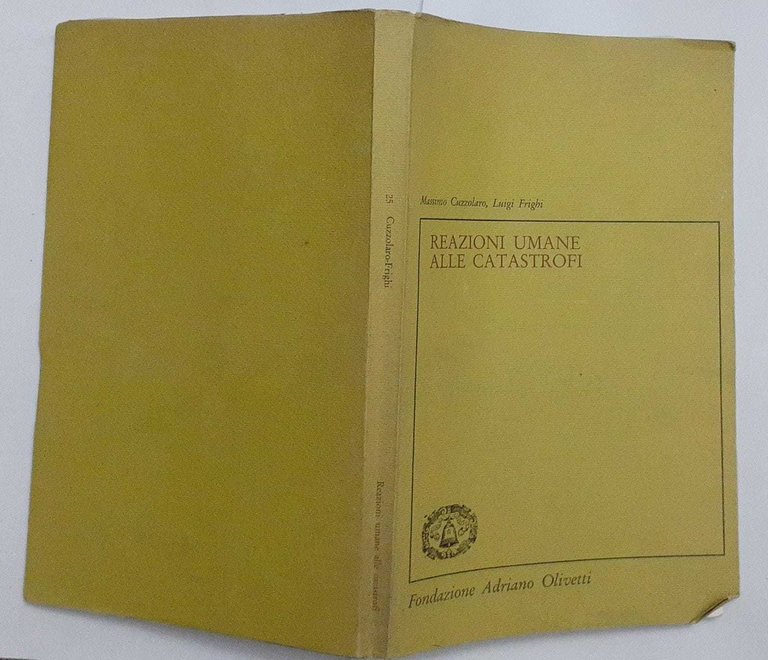 Massimo Cuzzolaro, Luigi Frighi
REAZIONI UMANE
ALLE CATASTROFI
Fondazione Adriano Olivetti
25 Cuzzolaro-Frighi
Reazioni umane alle catastrofi